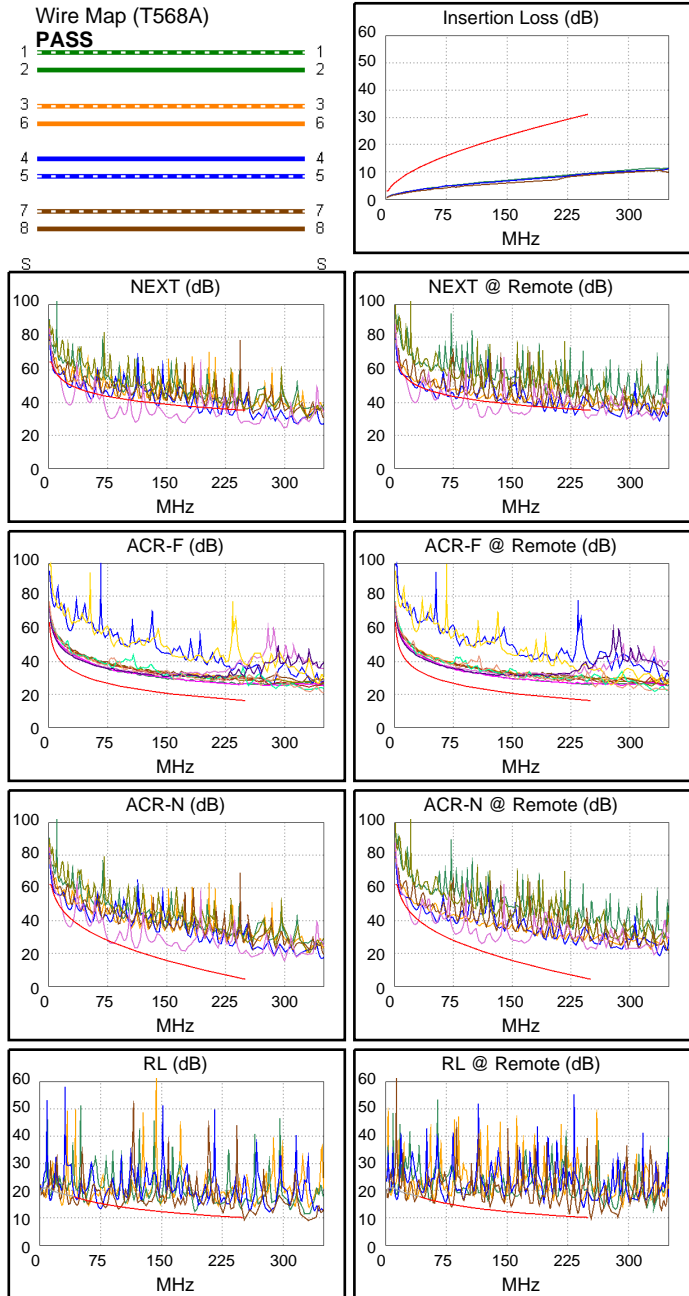 Wire Map (T568A)
PASS
1 1
2 2
3 3
6 6
4 4
5 5
7 7
8 8
S S
Insertion Loss (dB)
60
50
40
30
20
10
0
0 75 150 225 300
MHz
NEXT (dB)
100
80
60
40
20
0
0 75 150 225 300
MHz
NEXT @ Remote (dB)
100
80
60
40
20
0
0 75 150 225 300
MHz
ACR-F (dB)
100
80
60
40
20
0
0 75 150 225 300
MHz
ACR-F @ Remote (dB)
100
80
60
40
20
0
0 75 150 225 300
MHz
ACR-N (dB)
100
80
60
40
20
0
0 75 150 225 300
MHz
ACR-N @ Remote (dB)
100
80
60
40
20
0
0 75 150 225 300
MHz
RL (dB)
60
50
40
30
20
10
0
0 75 150 225 300
MHz
RL @ Remote (dB)
60
50
40
30
20
10
0
0 75 150 225 300
MHz